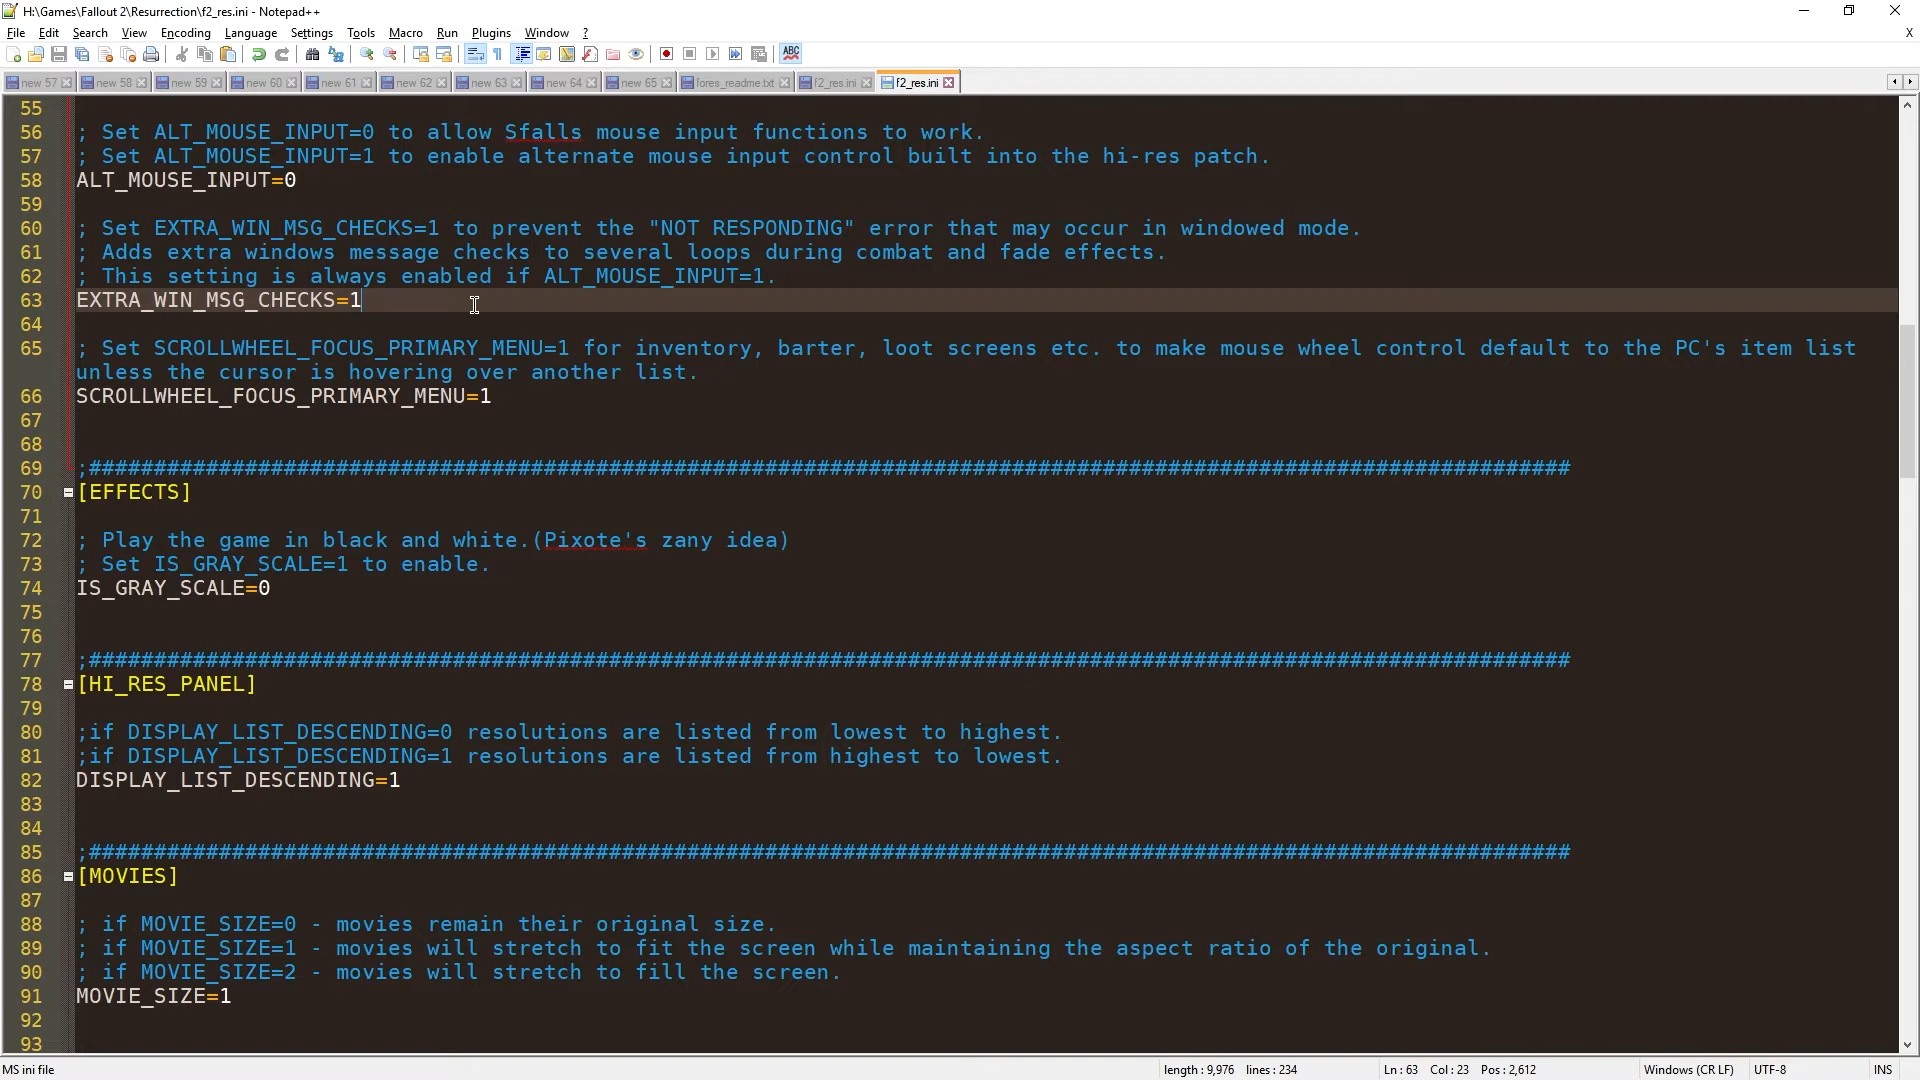 H:\Games\Fallout 2\Resurrection\f2_res.ini - Notepad++
File Edit Search View Encoding Language Settings Tools Macro Run Plugins Window ? X
new 57 new 58 new 59 new 60 new 61 new 62 new 63 new 64 new 65 fores_readme.txt f2_res.ini f2_res.ini
55
56 ; Set ALT_MOUSE_INPUT=0 to allow Sfalls mouse input functions to work.
57 ; Set ALT_MOUSE_INPUT=1 to enable alternate mouse input control built into the hi-res patch.
58 ALT_MOUSE_INPUT=0
59
60 ; Set EXTRA_WIN_MSG_CHECKS=1 to prevent the "NOT RESPONDING" error that may occur in windowed mode.
61 ; Adds extra windows message checks to several loops during combat and fade effects.
62 ; This setting is always enabled if ALT_MOUSE_INPUT=1.
63 EXTRA_WIN_MSG_CHECKS=1
64
65 ; Set SCROLLWHEEL_FOCUS_PRIMARY_MENU=1 for inventory, barter, loot screens etc. to make mouse wheel control default to the PC's item list
unless the cursor is hovering over another list.
66 SCROLLWHEEL_FOCUS_PRIMARY_MENU=1
67
68
69 ;##################################################################################################################
70 [EFFECTS]
71
72 ; Play the game in black and white.(Pixote's zany idea)
73 ; Set IS_GRAY_SCALE=1 to enable.
74 IS_GRAY_SCALE=0
75
76
77 ;##################################################################################################################
78 [HI_RES_PANEL]
79
80 ;if DISPLAY_LIST_DESCENDING=0 resolutions are listed from lowest to highest.
81 ;if DISPLAY_LIST_DESCENDING=1 resolutions are listed from highest to lowest.
82 DISPLAY_LIST_DESCENDING=1
83
84
85 ;##################################################################################################################
86 [MOVIES]
87
88 ; if MOVIE_SIZE=0 - movies remain their original size.
89 ; if MOVIE_SIZE=1 - movies will stretch to fit the screen while maintaining the aspect ratio of the original.
90 ; if MOVIE_SIZE=2 - movies will stretch to fill the screen.
91 MOVIE_SIZE=1
92
93
MS ini file length : 9,976 lines : 234 Ln : 63 Col : 23 Pos : 2,612 Windows (CR LF) UTF-8 INS